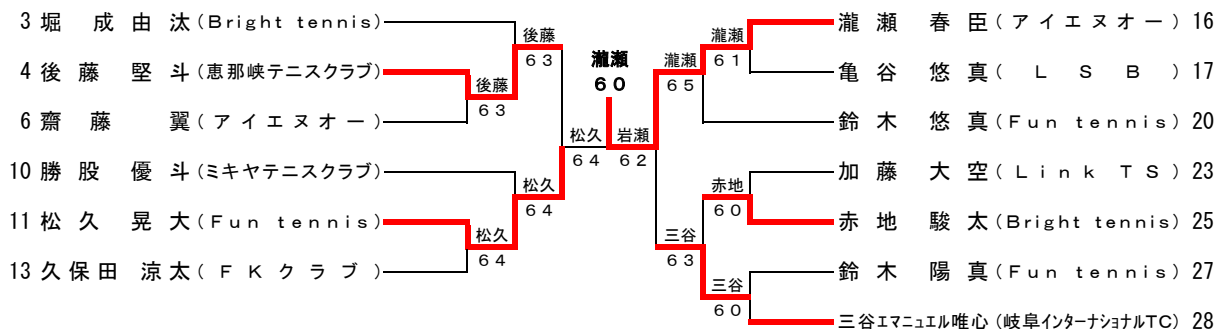 3 堀 成 由 汰 (Bright tennis)
後藤
6 3
4 後 藤 堅 斗 (恵那峡テニスクラブ)
後藤
6 3
6 齋 藤 翼 (アイエヌオー)
松久
6 4
10 勝 股 優 斗 (ミキヤテニスクラブ)
松久
6 4
11 松 久 晃 大 (Fun tennis)
松久
6 4
13 久 保 田 涼 太 (FKクラブ)
瀧瀬
6 0
岩瀬
6 2
瀧 瀬 春 臣 (アイエヌオー) 16
瀧瀬
6 1
亀 谷 悠 真 (LSB) 17
瀧瀬
6 5
鈴 木 悠 真 (Fun tennis) 20
加 藤 大 空 (Link TS) 23
赤地
6 0
赤 地 駿 太 (Bright tennis) 25
三谷
6 3
鈴 木 陽 真 (Fun tennis) 27
三谷
6 0
三谷エマニュエル唯心 (岐阜インターナショナルTC) 28